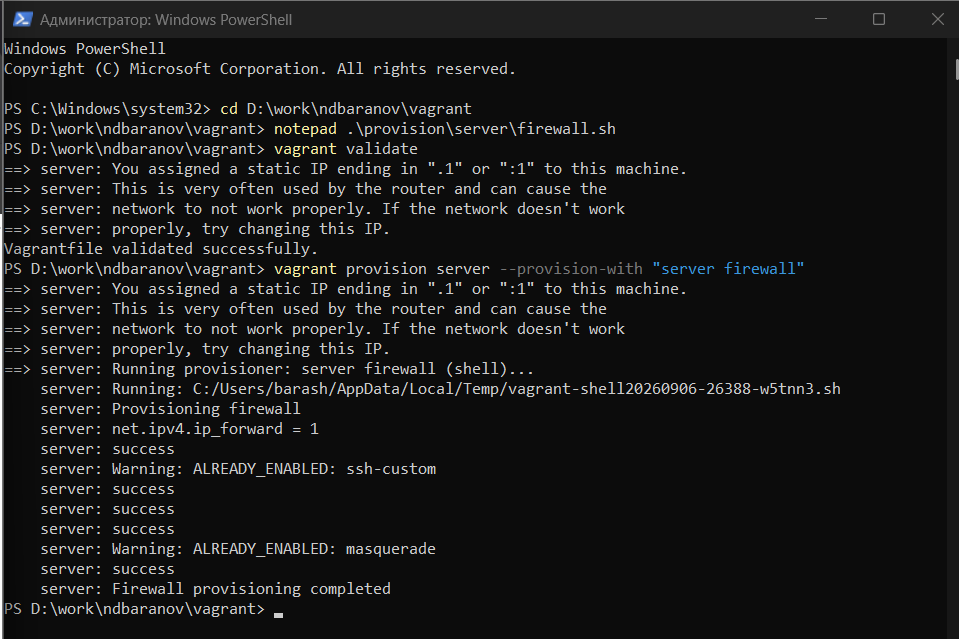 Администратор: Windows PowerShell
Windows PowerShell
Copyright (C) Microsoft Corporation. All rights reserved.
PS C:\Windows\system32> cd D:\work\ndbaranov\vagrant
PS D:\work\ndbaranov\vagrant> notepad .\provision\server\firewall.sh
PS D:\work\ndbaranov\vagrant> vagrant validate
==> server: You assigned a static IP ending in ".1" or ":1" to this machine.
==> server: This is very often used by the router and can cause the
==> server: network to not work properly. If the network doesn't work
==> server: properly, try changing this IP.
Vagrantfile validated successfully.
PS D:\work\ndbaranov\vagrant> vagrant provision server --provision-with "server firewall"
==> server: You assigned a static IP ending in ".1" or ":1" to this machine.
==> server: This is very often used by the router and can cause the
==> server: network to not work properly. If the network doesn't work
==> server: properly, try changing this IP.
==> server: Running provisioner: server firewall (shell)...
    server: Running: C:/Users/barash/AppData/Local/Temp/vagrant-shell20260906-26388-w5tnn3.sh
    server: Provisioning firewall
    server: net.ipv4.ip_forward = 1
    server: success
    server: Warning: ALREADY_ENABLED: ssh-custom
    server: success
    server: success
    server: success
    server: Warning: ALREADY_ENABLED: masquerade
    server: success
    server: Firewall provisioning completed
PS D:\work\ndbaranov\vagrant>